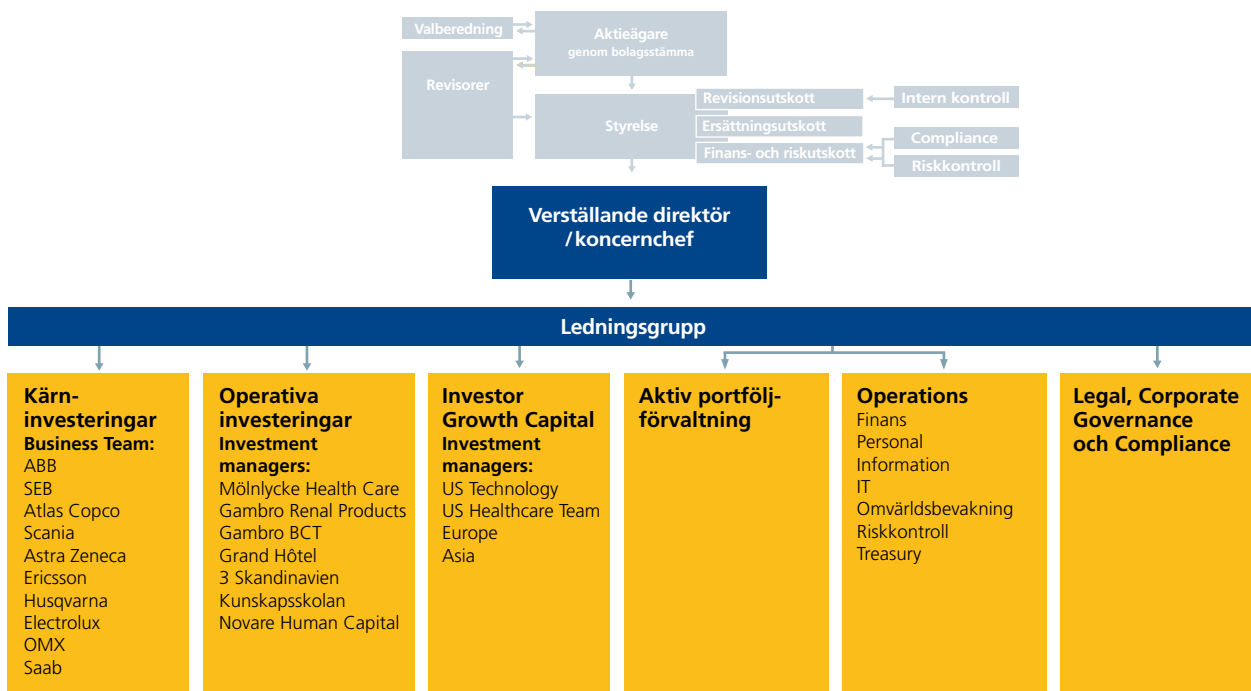 Valberedning
Aktieägare
genom bolagsstämma
Revisorer
Styrelse
Revisionsutskott
Intern kontroll
Ersättningsutskott
Finans- och riskutskott
Compliance
Riskkontroll
Verställande direktör
/koncernchef
Ledningsgrupp
Kärn-
investeringar
Business Team:
ABB
SEB
Atlas Copco
Scania
Astra Zeneca
Ericsson
Husqvarna
Electrolux
OMX
Saab
Operativa
investeringar
Investment
managers:
Mölnlycke Health Care
Gambro Renal Products
Gambro BCT
Grand Hôtel
3 Skandinavien
Kunskapsskolan
Novare Human Capital
Investor
Growth Capital
Investment
managers:
US Technology
US Healthcare Team
Europe
Asia
Aktiv portfölj-
förvaltning
Operations
Finans
Personal
Information
IT
Omvärldsbevakning
Riskkontroll
Treasury
Legal, Corporate
Governance
och Compliance